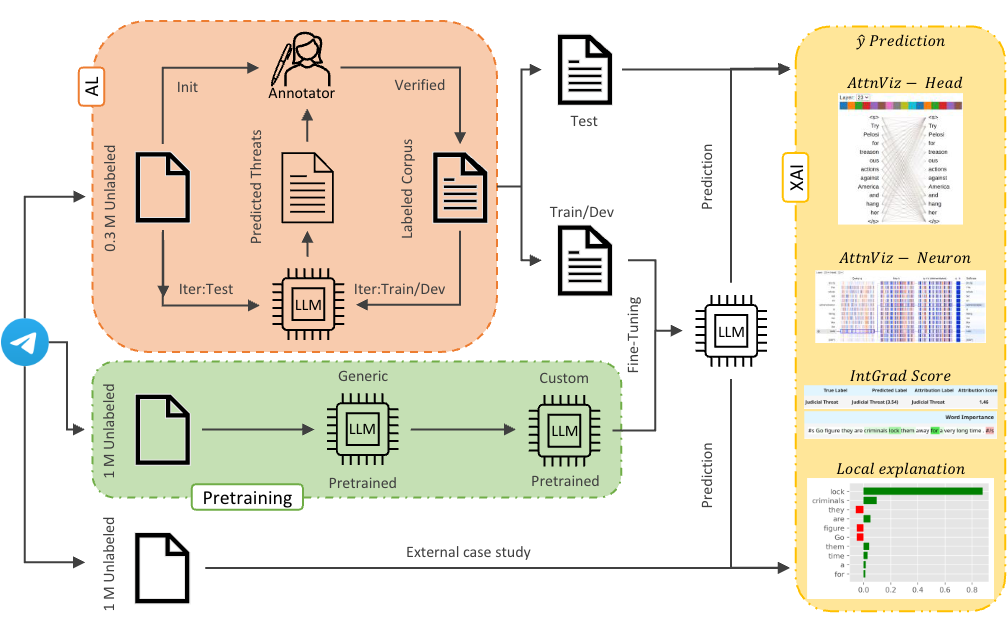 AL
Init
Annotator
Verified
0.3 M Unlabeled
Predicted Threats
Labeled Corpus
Iter:Test
LLM
Iter:Train/Dev
Test
Train/Dev
Prediction
Fine-Tuning
LLM
Prediction
1 M Unlabeled
Generic
LLM
Pretrained
Custom
LLM
Pretrained
Pretraining
1 M Unlabeled
External case study
XAI
ŷ Prediction
AttnViz − Head
Layer: 23
<s> <s>
Try Try
Pelosi Pelosi
for for
treason treason
ous ous
actions actions
against against
America America
and and
hang hang
her her
</s> </s>
AttnViz − Neuron
IntGrad Score
True Label Predicted Label Attribution Label Attribution Score
Judicial Threat Judicial Threat (3.54) Judicial Threat 1.46
Word Importance
#s Go figure they are criminals lock them away for a very long time . #/s
Local explanation
lock
criminals
they
are
figure
Go
them
time
a
for
0.0 0.2 0.4 0.6 0.8